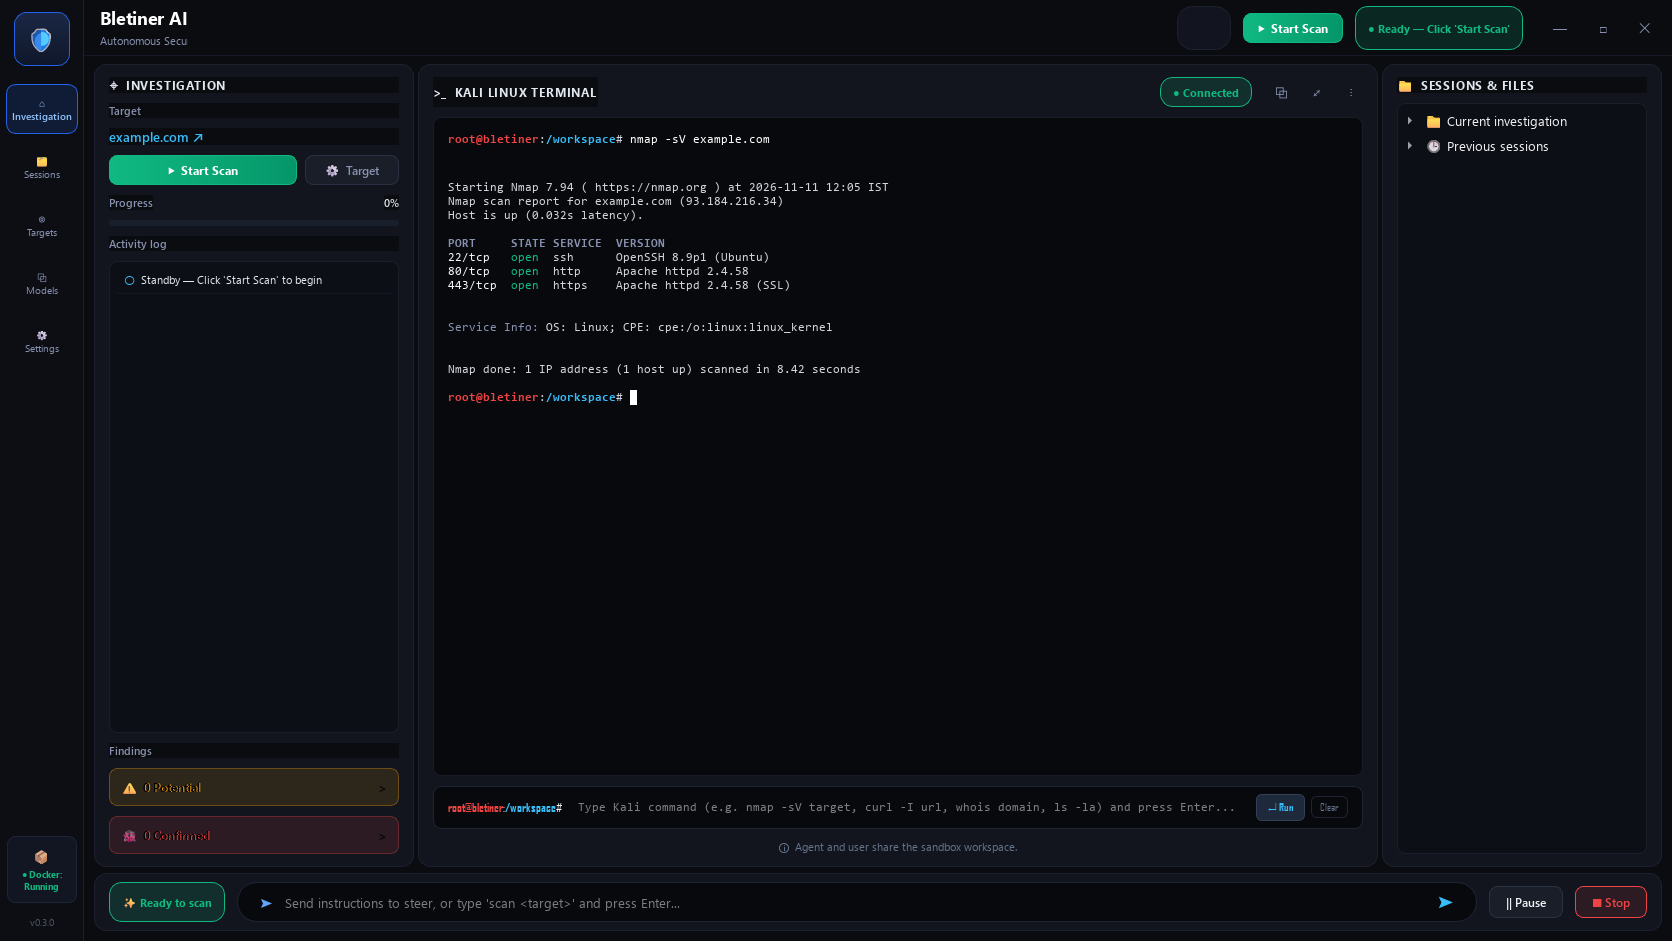 Bletiner AI
Autonomous Secu
▶ Start Scan
● Ready — Click 'Start Scan'
Investigation
Sessions
Targets
Models
Settings
📦
● Docker:
Running
v0.3.0
⌖ INVESTIGATION
Target
example.com ↗
▶ Start Scan
⚙ Target
Progress 0%
Activity log
○ Standby — Click 'Start Scan' to begin
Findings
⚠ 0 Potential >
0 Confirmed >
>_ KALI LINUX TERMINAL
● Connected
root@bletiner:/workspace# nmap -sV example.com
Starting Nmap 7.94 ( https://nmap.org ) at 2026-11-11 12:05 IST
Nmap scan report for example.com (93.184.216.34)
Host is up (0.032s latency).
PORT STATE SERVICE VERSION
22/tcp open ssh OpenSSH 8.9p1 (Ubuntu)
80/tcp open http Apache httpd 2.4.58
443/tcp open https Apache httpd 2.4.58 (SSL)
Service Info: OS: Linux; CPE: cpe:/o:linux:linux_kernel
Nmap done: 1 IP address (1 host up) scanned in 8.42 seconds
root@bletiner:/workspace#
root@bletiner:/workspace# Type Kali command (e.g. nmap -sV target, curl -I url, whois domain, ls -la) and press Enter...
↵ Run
Clear
ⓘ Agent and user share the sandbox workspace.
📁 SESSIONS & FILES
📁 Current investigation
🕒 Previous sessions
✨ Ready to scan
➤ Send instructions to steer, or type 'scan <target>' and press Enter...
|| Pause
■ Stop